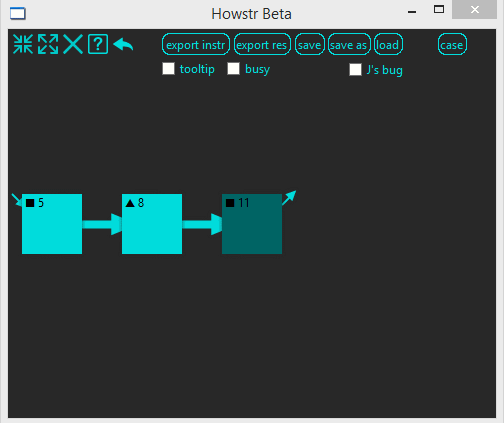 Howstr Beta
export instr export res save save as load case
tooltip busy J's bug
5 8 11